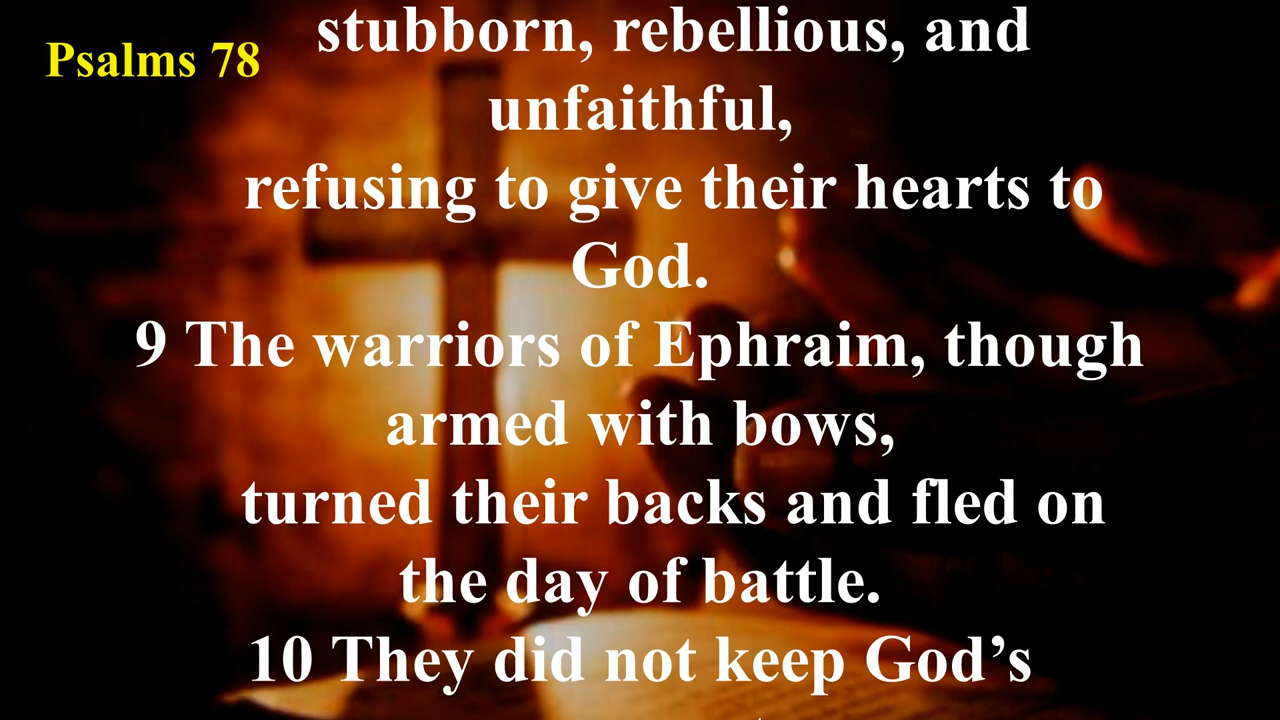 Psalms 78
stubborn, rebellious, and
unfaithful,
refusing to give their hearts to
God.
9 The warriors of Ephraim, though
armed with bows,
turned their backs and fled on
the day of battle.
10 They did not keep God’s